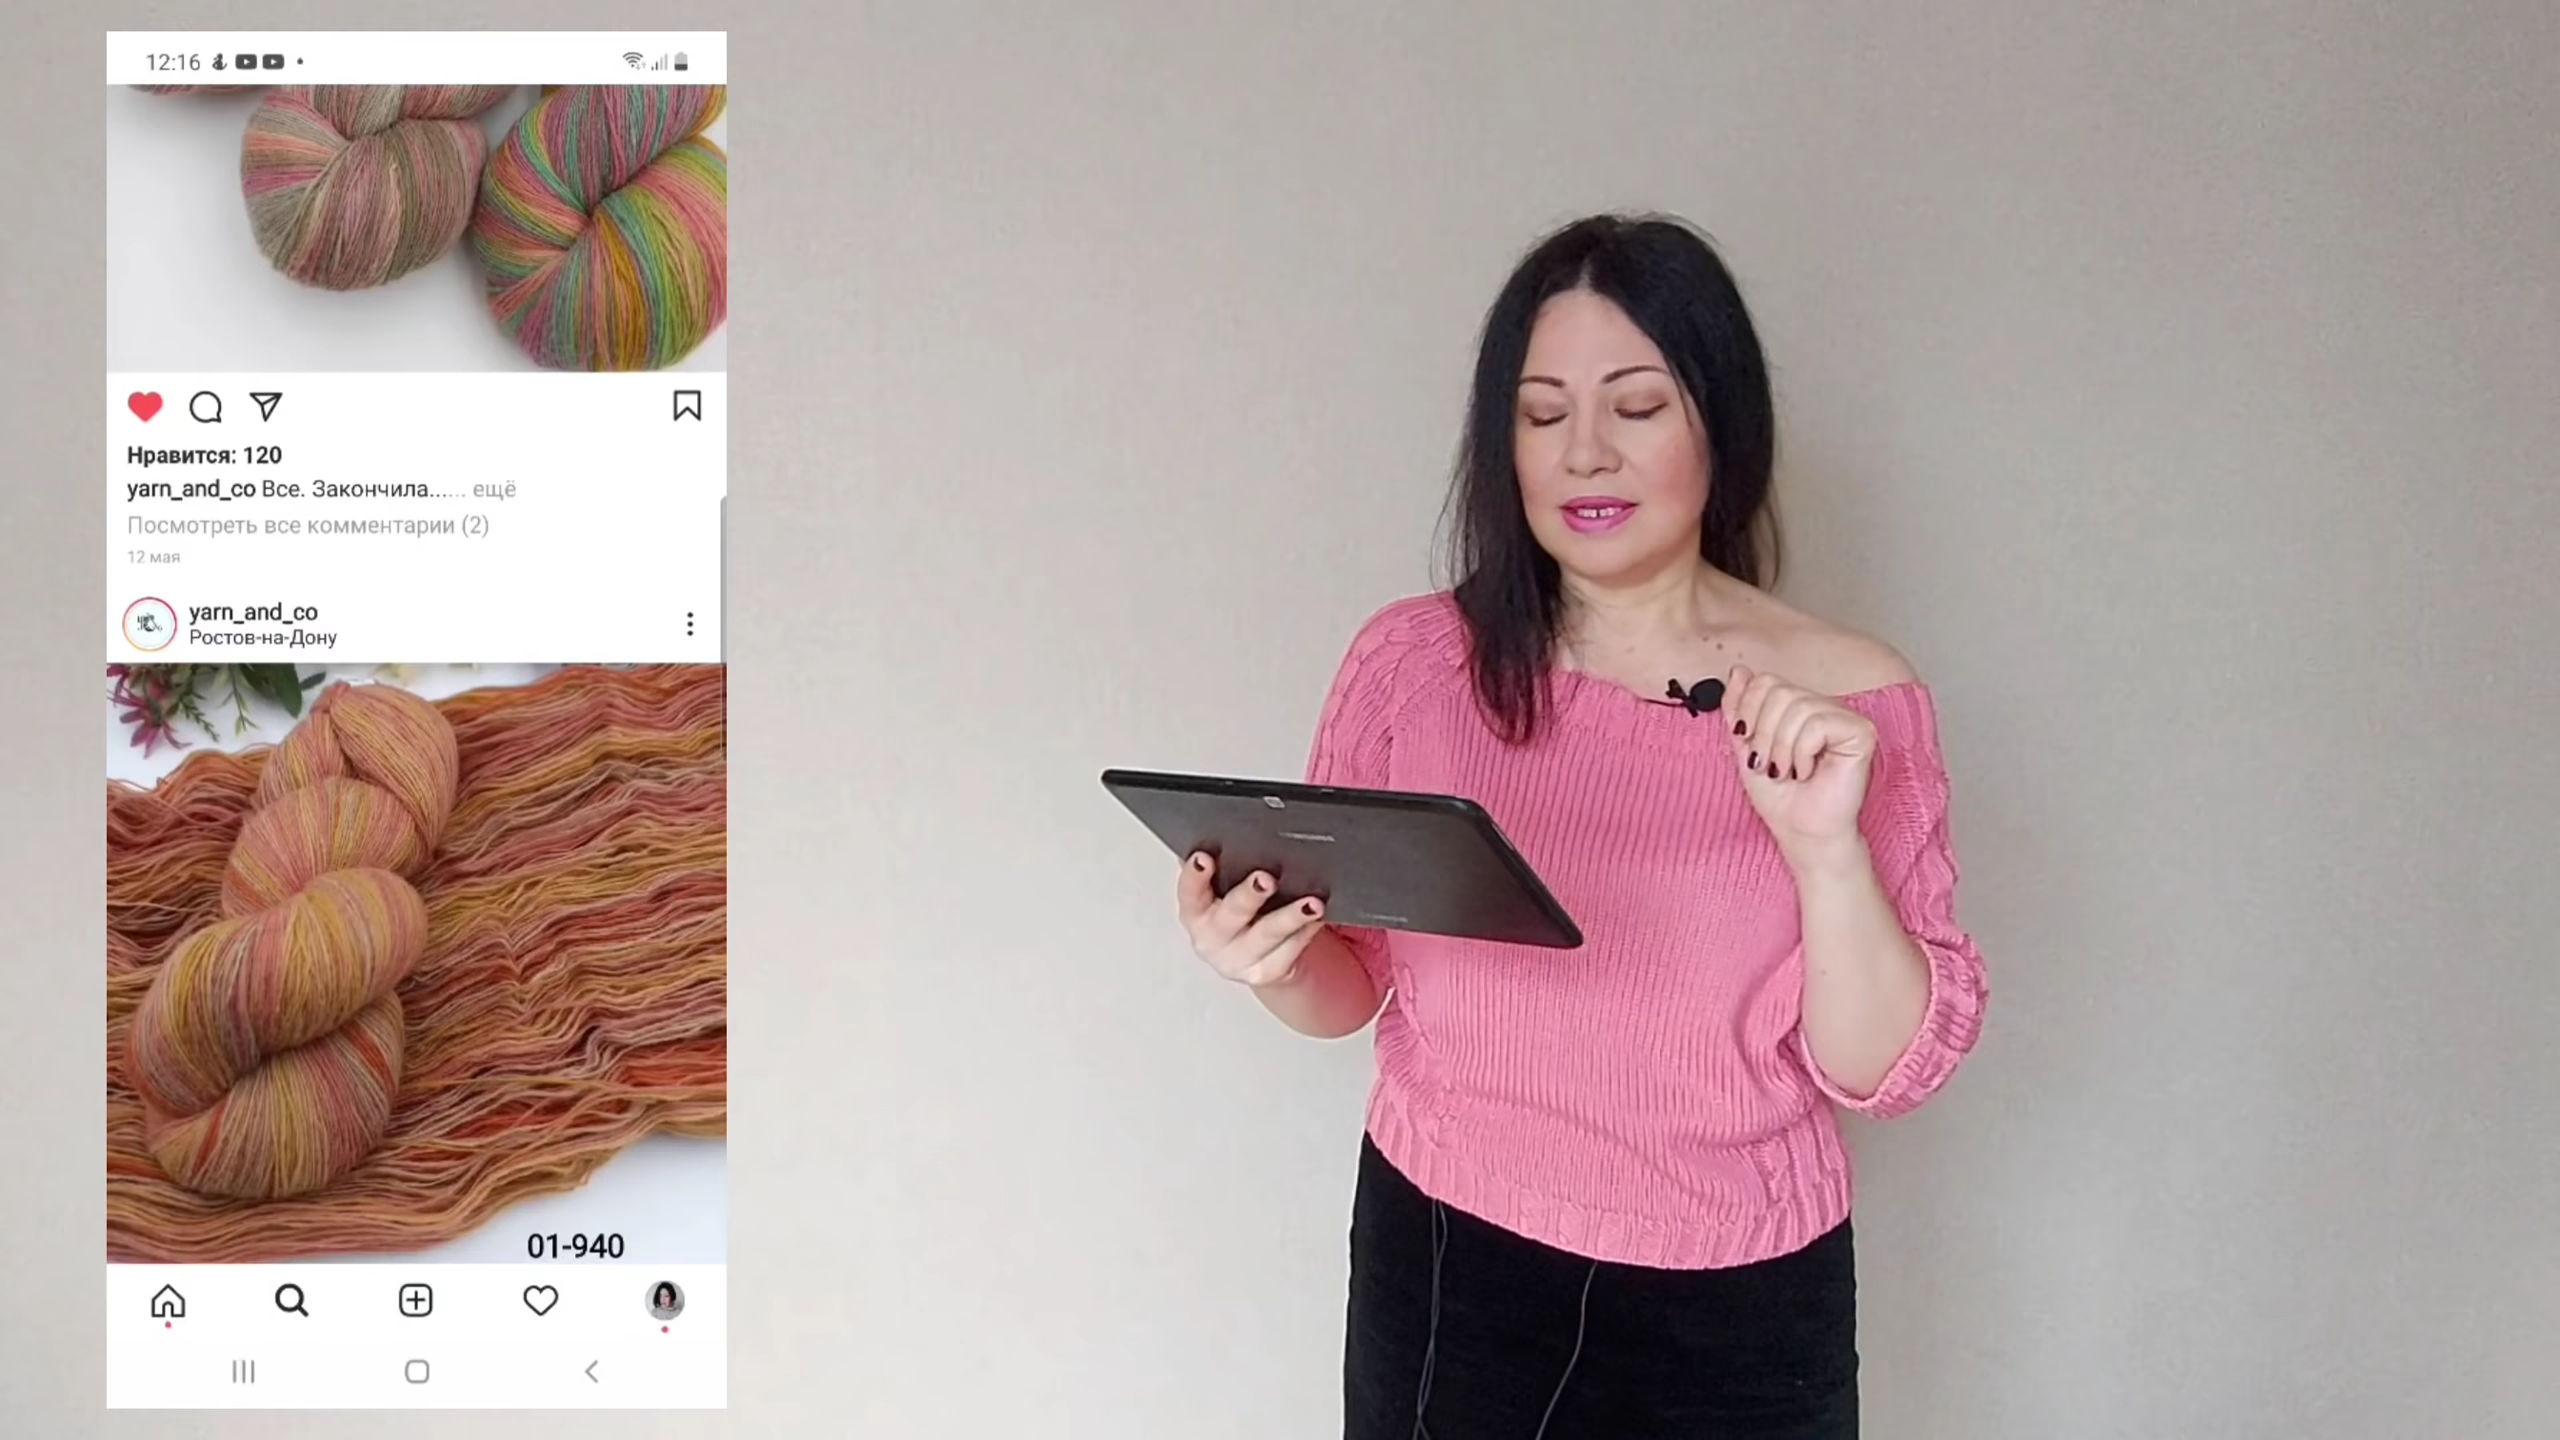 12:16
Нравится: 120
yarn_and_co Все. Закончила...... ещё
Посмотреть все комментарии (2)
12 мая
yarn_and_co
Ростов-на-Дону
01-940
SAMSUNG